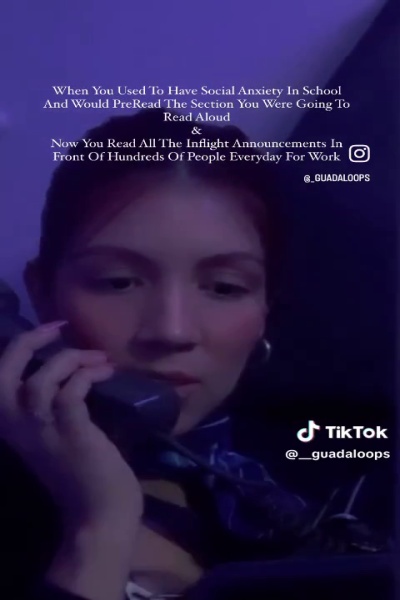 When You Used To Have Social Anxiety In School
And Would PreRead The Section You Were Going To
Read Aloud
&
Now You Read All The Inflight Announcements In
Front Of Hundreds Of People Everyday For Work
@_GUADALOOPS
TikTok
@__guadaloops